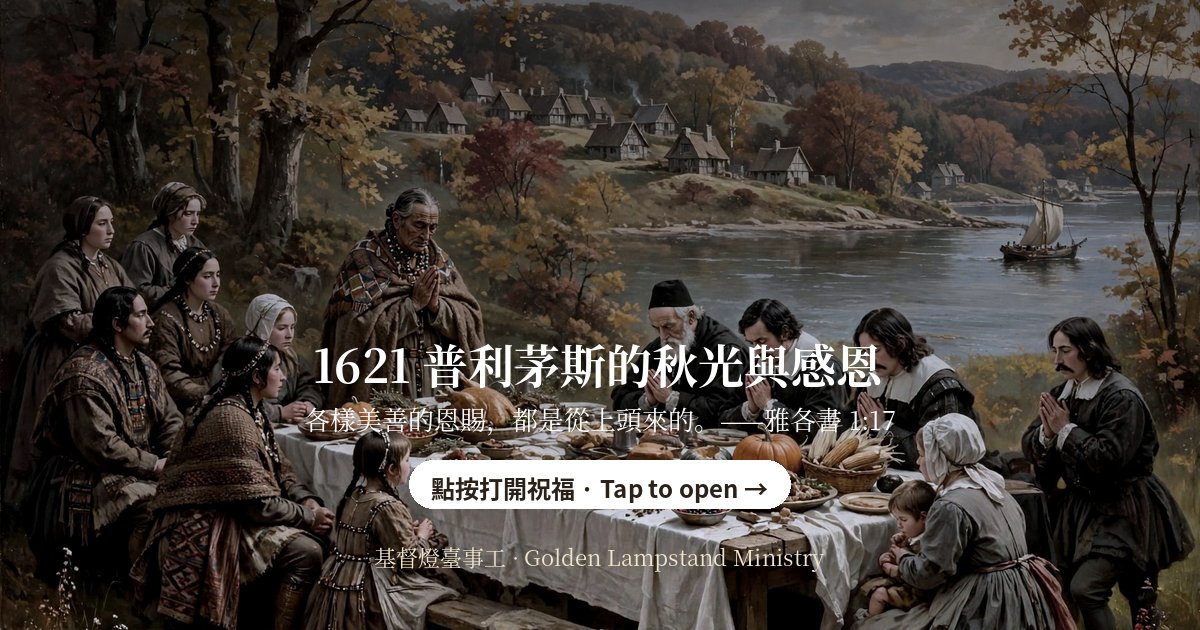 1621 普利茅斯的秋光與感恩
各樣美善的恩賜，都是從上頭來的。——雅各書 1:17
點按打開祝福 · Tap to open →
基督燈臺事工 · Golden Lampstand Ministry